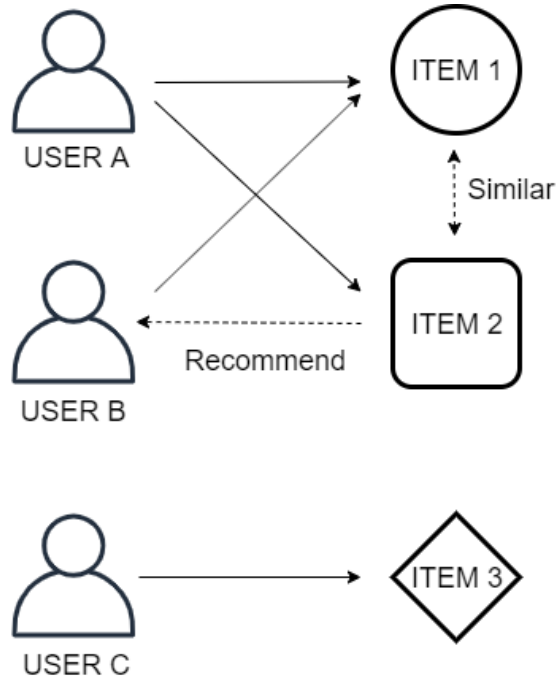 USER A
ITEM 1
Similar
USER B
ITEM 2
Recommend
USER C
ITEM 3